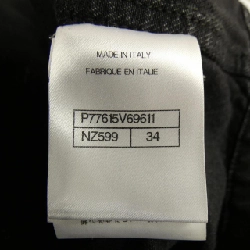 MADE IN ITALY
FABRIQUE EN ITALIE
P77615V69611
NZ599 34